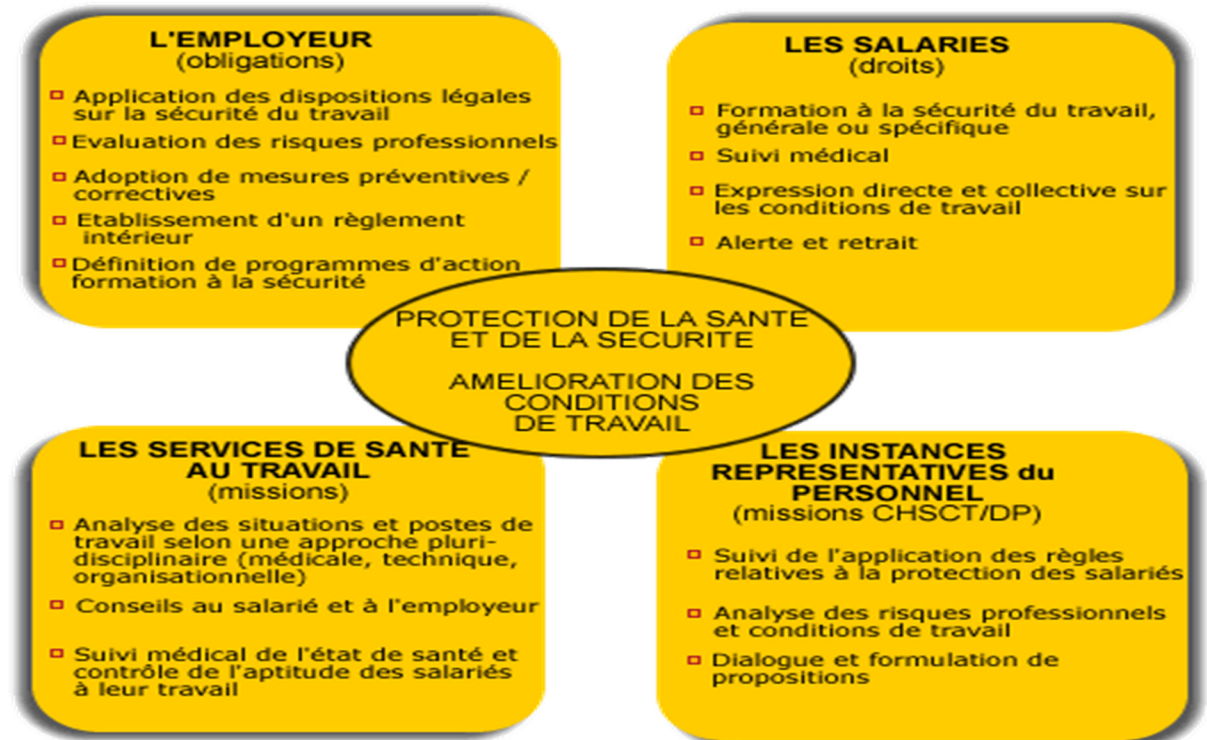 L'EMPLOYEUR
(obligations)
Application des dispositions légales
sur la sécurité du travail
Evaluation des risques professionnels
Adoption de mesures préventives /
correctives
Etablissement d'un règlement
intérieur
Définition de programmes d'action
formation à la sécurité
LES SALARIES
(droits)
Formation à la sécurité du travail,
générale ou spécifique
Suivi médical
Expression directe et collective sur
les conditions de travail
Alerte et retrait
PROTECTION DE LA SANTE
ET DE LA SECURITE
AMELIORATION DES
CONDITIONS
DE TRAVAIL
LES SERVICES DE SANTE
AU TRAVAIL
(missions)
Analyse des situations et postes de
travail selon une approche pluri-
disciplinaire (médicale, technique,
organisationnelle)
Conseils au salarié et à l'employeur
Suivi médical de l'état de santé et
contrôle de l'aptitude des salariés
à leur travail
LES INSTANCES
REPRESENTATIVES du
PERSONNEL
(missions CHSCT/DP)
Suivi de l'application des règles
relatives à la protection des salariés
Analyse des risques professionnels
et conditions de travail
Dialogue et formulation de
propositions